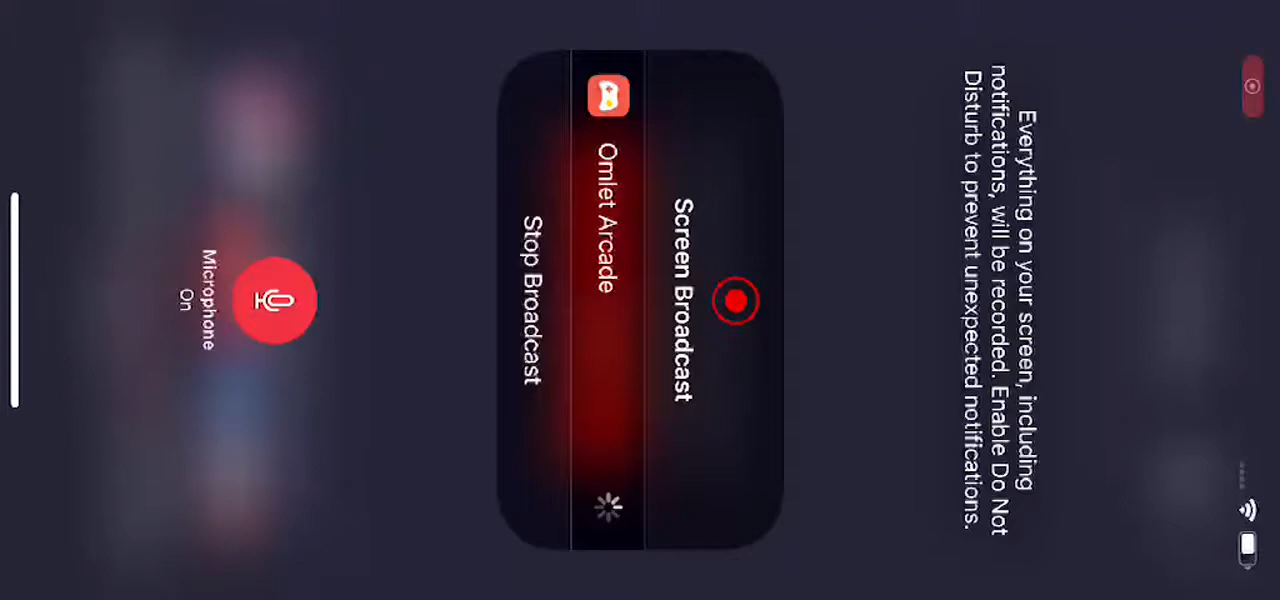 Everything on your screen, including
notifications, will be recorded. Enable Do Not
Disturb to prevent unexpected notifications.
Screen Broadcast
Omlet Arcade
Stop Broadcast
Microphone
On